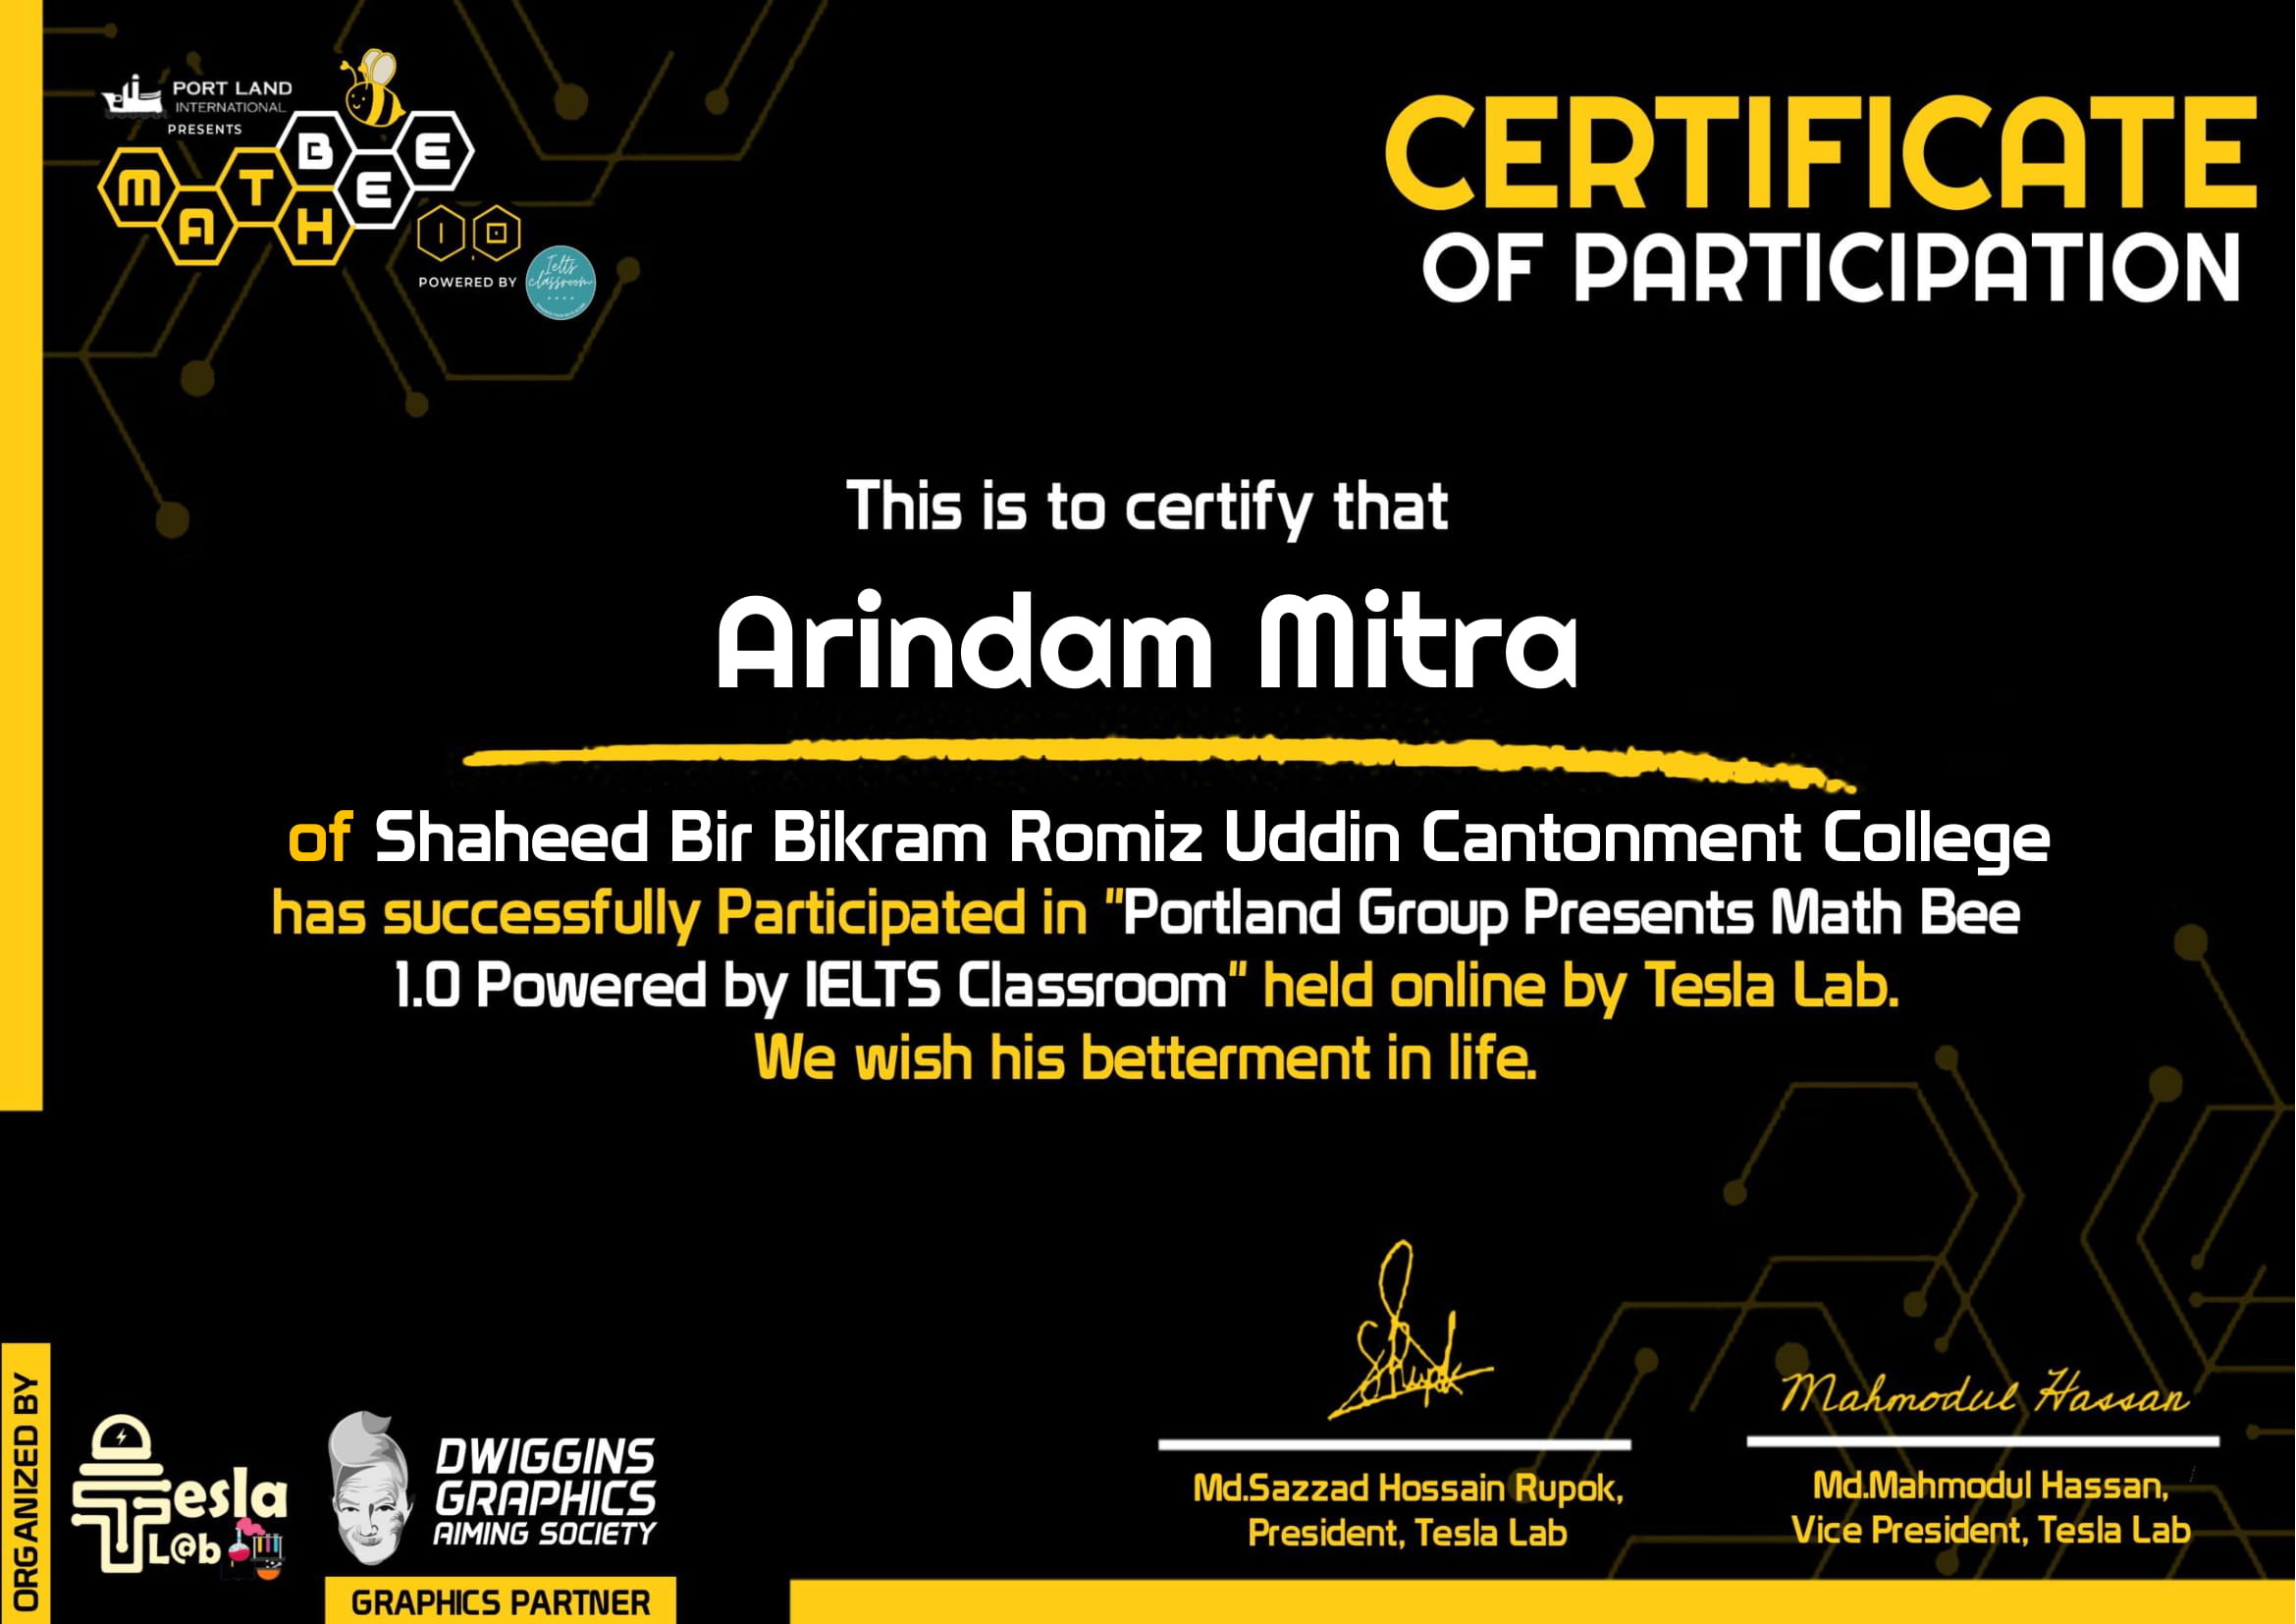 PORT LAND
INTERNATIONAL
PRESENTS
MATH BEE
1.0
POWERED BY
Ielts
classroom
CERTIFICATE
OF PARTICIPATION
This is to certify that
Arindam Mitra
of Shaheed Bir Bikram Romiz Uddin Cantonment College
has successfully Participated in "Portland Group Presents Math Bee
1.0 Powered by IELTS Classroom" held online by Tesla Lab.
We wish his betterment in life.
Mahmodul Hassan
Md.Sazzad Hossain Rupok,
President, Tesla Lab
Md.Mahmodul Hassan,
Vice President, Tesla Lab
ORGANIZED BY
Tesla
L@b
DWIGGINS
GRAPHICS
AIMING SOCIETY
GRAPHICS PARTNER